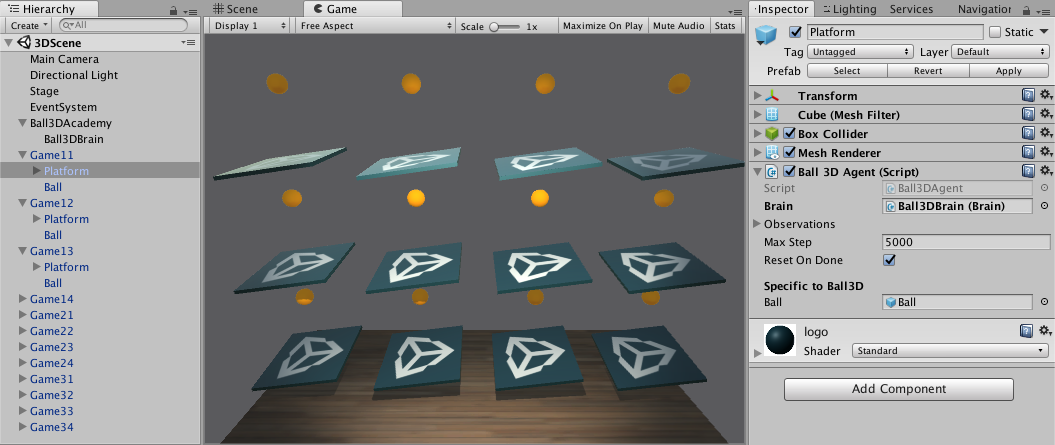 Hierarchy
Create
All
3DScene
Main Camera
Directional Light
Stage
EventSystem
Ball3DAcademy
Ball3DBrain
Game11
Platform
Ball
Game12
Platform
Ball
Game13
Platform
Ball
Game14
Game21
Game22
Game23
Game24
Game31
Game32
Game33
Game34
Scene Game
Display 1 Free Aspect Scale 1x Maximize On Play Mute Audio Stats
Inspector Lighting Services Navigation
Platform Static
Tag Untagged Layer Default
Prefab Select Revert Apply
Transform
Cube (Mesh Filter)
Box Collider
Mesh Renderer
Ball 3D Agent (Script)
Script Ball3DAgent
Brain Ball3DBrain (Brain)
Observations
Max Step 5000
Reset On Done
Specific to Ball3D
Ball Ball
logo
Shader Standard
Add Component